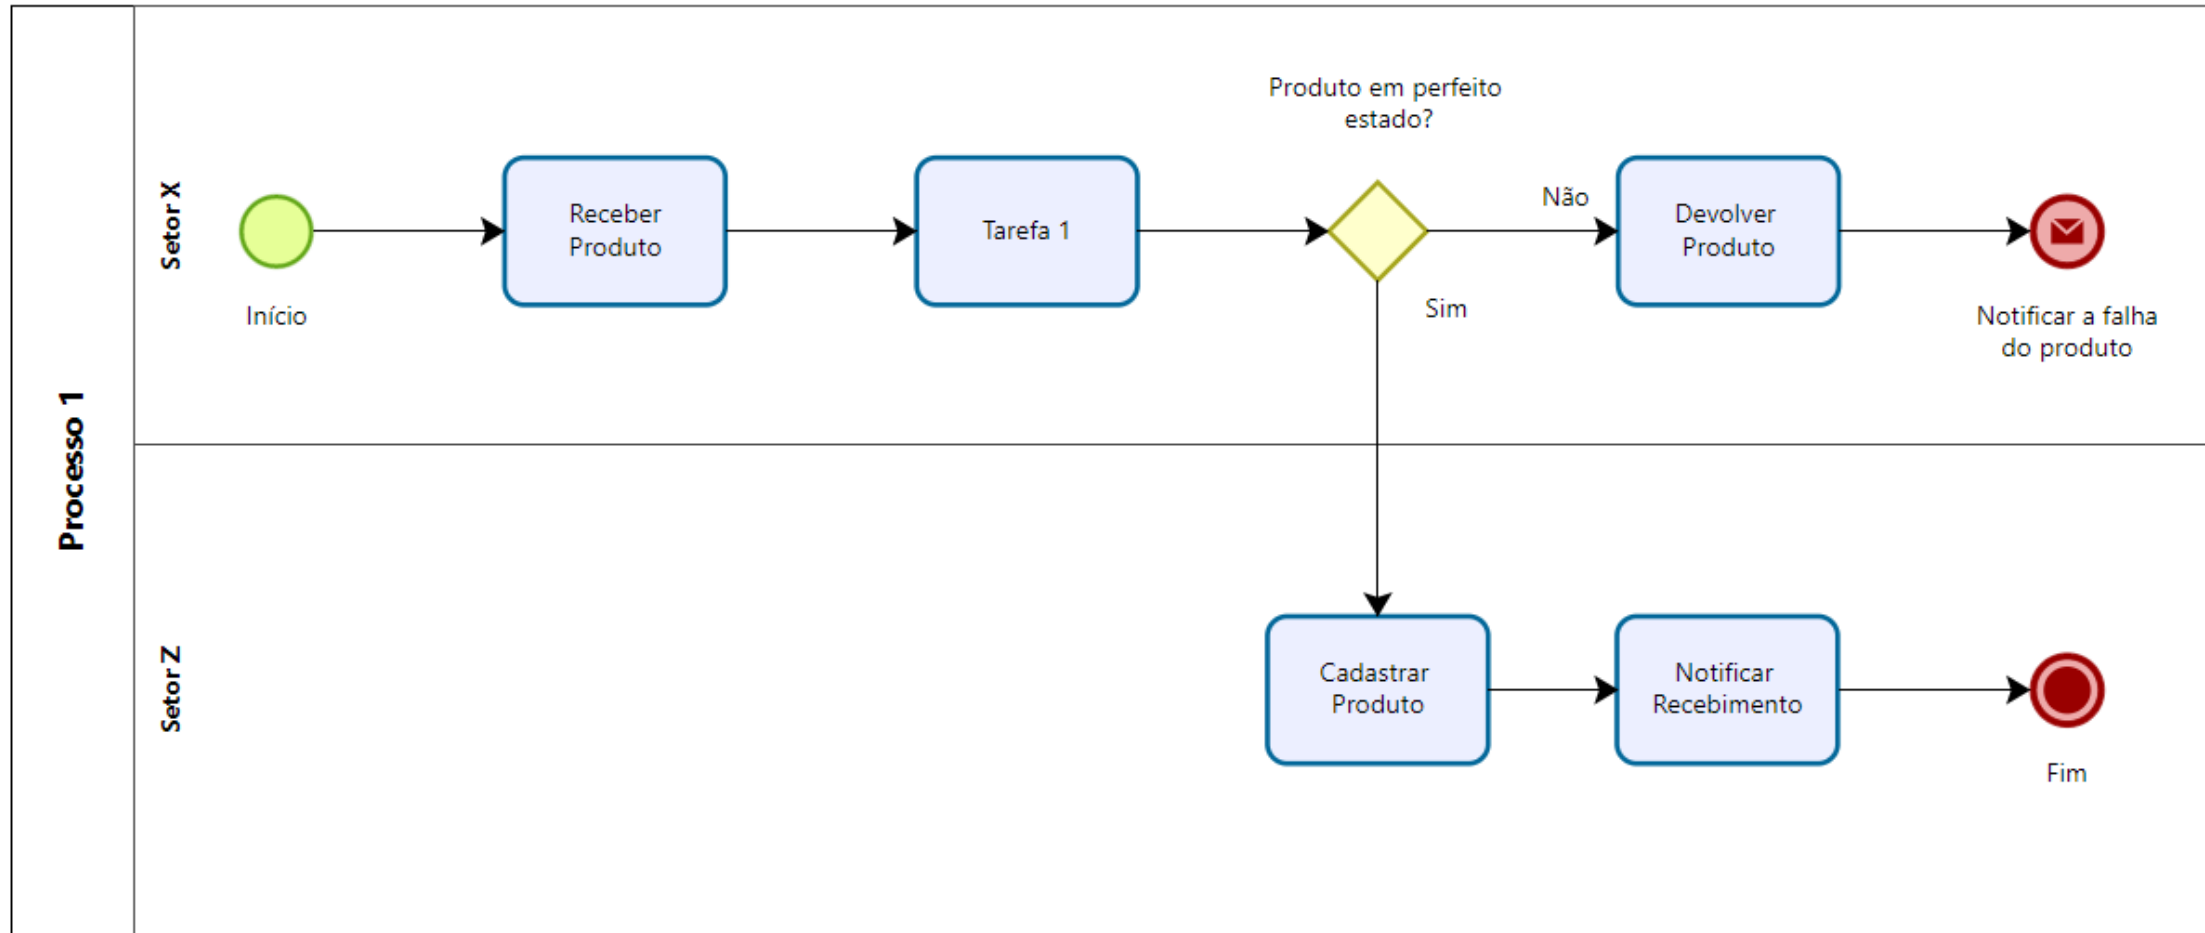 Processo 1
Setor X
Início
Receber
Produto
Tarefa 1
Produto em perfeito
estado?
Não
Sim
Devolver
Produto
Notificar a falha
do produto
Setor Z
Cadastrar
Produto
Notificar
Recebimento
Fim